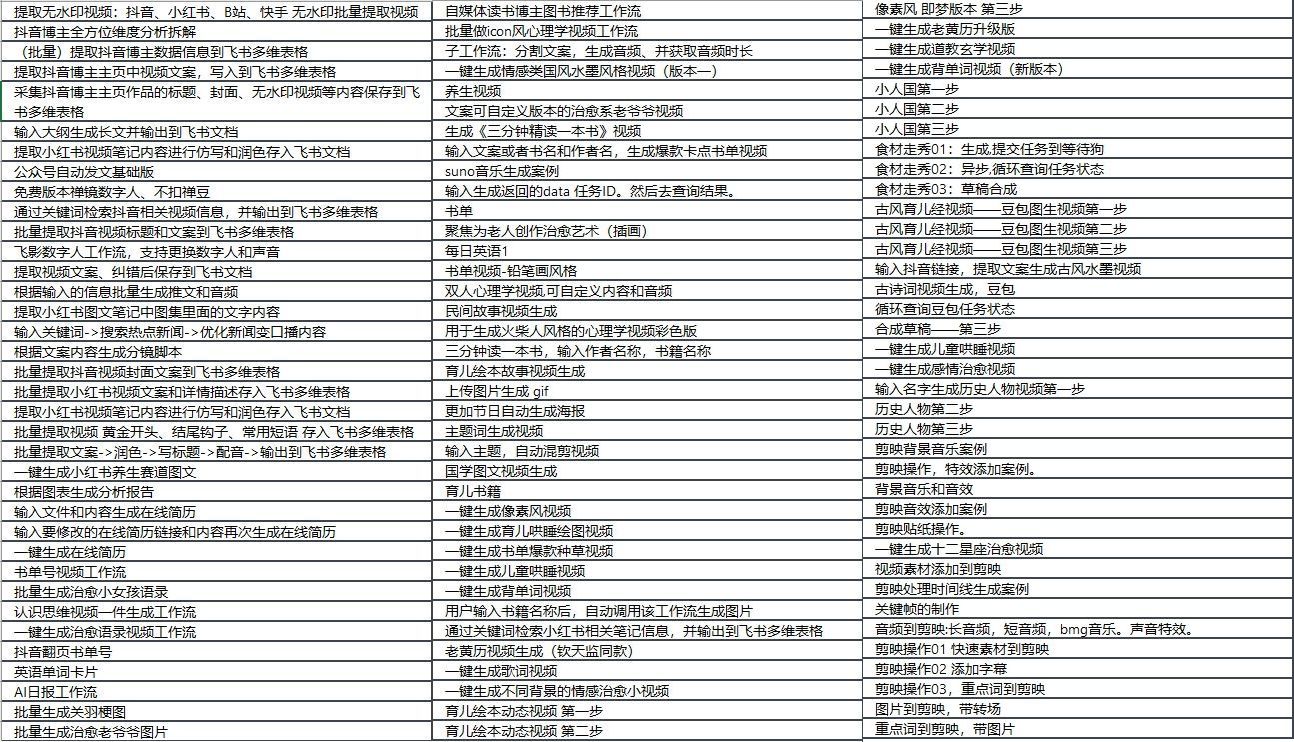 提取无水印视频：抖音、小红书、B站、快手 无水印批量提取视频
抖音博主全方位维度分析拆解
（批量）提取抖音博主数据信息到飞书多维表格
提取抖音博主主页中视频文案，写入到飞书多维表格
采集抖音博主主页作品的标题、封面、无水印视频等内容保存到飞
书多维表格
输入大纲生成长文并输出到飞书文档
提取小红书视频笔记内容进行仿写和润色存入飞书文档
公众号自动发文基础版
免费版本禅镜数字人、不扣禅豆
通过关键词检索抖音相关视频信息，并输出到飞书多维表格
批量提取抖音视频标题和文案到飞书多维表格
飞影数字人工作流，支持更换数字人和声音
提取视频文案、纠错后保存到飞书文档
根据输入的信息批量生成推文和音频
提取小红书图文笔记中图集里面的文字内容
输入关键词->搜索热点新闻->优化新闻变口播内容
根据文案内容生成分镜脚本
批量提取抖音视频封面文案到飞书多维表格
批量提取小红书视频文案和详情描述存入飞书多维表格
提取小红书视频笔记内容进行仿写和润色存入飞书文档
批量提取视频 黄金开头、结尾钩子、常用短语 存入飞书多维表格
批量提取文案->润色->写标题->配音->输出到飞书多维表格
一键生成小红书养生赛道图文
根据图表生成分析报告
输入文件和内容生成在线简历
输入要修改的在线简历链接和内容再次生成在线简历
一键生成在线简历
书单号视频工作流
批量生成治愈小女孩语录
认识思维视频一件生成工作流
一键生成治愈语录视频工作流
抖音翻页书单号
英语单词卡片
AI日报工作流
批量生成关羽梗图
批量生成治愈老爷爷图片
自媒体读书博主图书推荐工作流
批量做icon风心理学视频工作流
子工作流：分割文案，生成音频、并获取音频时长
一键生成情感类国风水墨风格视频（版本一）
养生视频
文案可自定义版本的治愈系老爷爷视频
生成《三分钟精读一本书》视频
输入文案或者书名和作者名，生成爆款卡点书单视频
suno音乐生成案例
输入生成返回的data 任务ID。然后去查询结果。
书单
聚焦为老人创作治愈艺术（插画）
每日英语1
书单视频-铅笔画风格
双人心理学视频,可自定义内容和音频
民间故事视频生成
用于生成火柴人风格的心理学视频彩色版
三分钟读一本书，输入作者名称，书籍名称
育儿绘本故事视频生成
上传图片生成 gif
更加节日自动生成海报
主题词生成视频
输入主题，自动混剪视频
国学图文视频生成
育儿书籍
一键生成像素风视频
一键生成育儿哄睡绘图视频
一键生成书单爆款种草视频
一键生成儿童哄睡视频
一键生成背单词视频
用户输入书籍名称后，自动调用该工作流生成图片
通过关键词检索小红书相关笔记信息，并输出到飞书多维表格
老黄历视频生成（钦天监同款）
一键生成歌词视频
一键生成不同背景的情感治愈小视频
育儿绘本动态视频 第一步
育儿绘本动态视频 第二步
像素风 即梦版本 第三步
一键生成老黄历升级版
一键生成道教玄学视频
一键生成背单词视频（新版本）
小人国第一步
小人国第二步
小人国第三步
食材走秀01：生成,提交任务到等待狗
食材走秀02：异步,循环查询任务状态
食材走秀03：草稿合成
古风育儿经视频——豆包图生视频第一步
古风育儿经视频——豆包图生视频第二步
古风育儿经视频——豆包图生视频第三步
输入抖音链接，提取文案生成古风水墨视频
古诗词视频生成，豆包
循环查询豆包任务状态
合成草稿——第三步
一键生成儿童哄睡视频
一键生成感情治愈视频
输入名字生成历史人物视频第一步
历史人物第二步
历史人物第三步
剪映背景音乐案例
剪映操作，特效添加案例。
背景音乐和音效
剪映音效添加案例
剪映贴纸操作。
一键生成十二星座治愈视频
视频素材添加到剪映
剪映处理时间线生成案例
关键帧的制作
音频到剪映:长音频，短音频，bmg音乐。声音特效。
剪映操作01 快速素材到剪映
剪映操作02 添加字幕
剪映操作03，重点词到剪映
图片到剪映，带转场
重点词到剪映，带图片